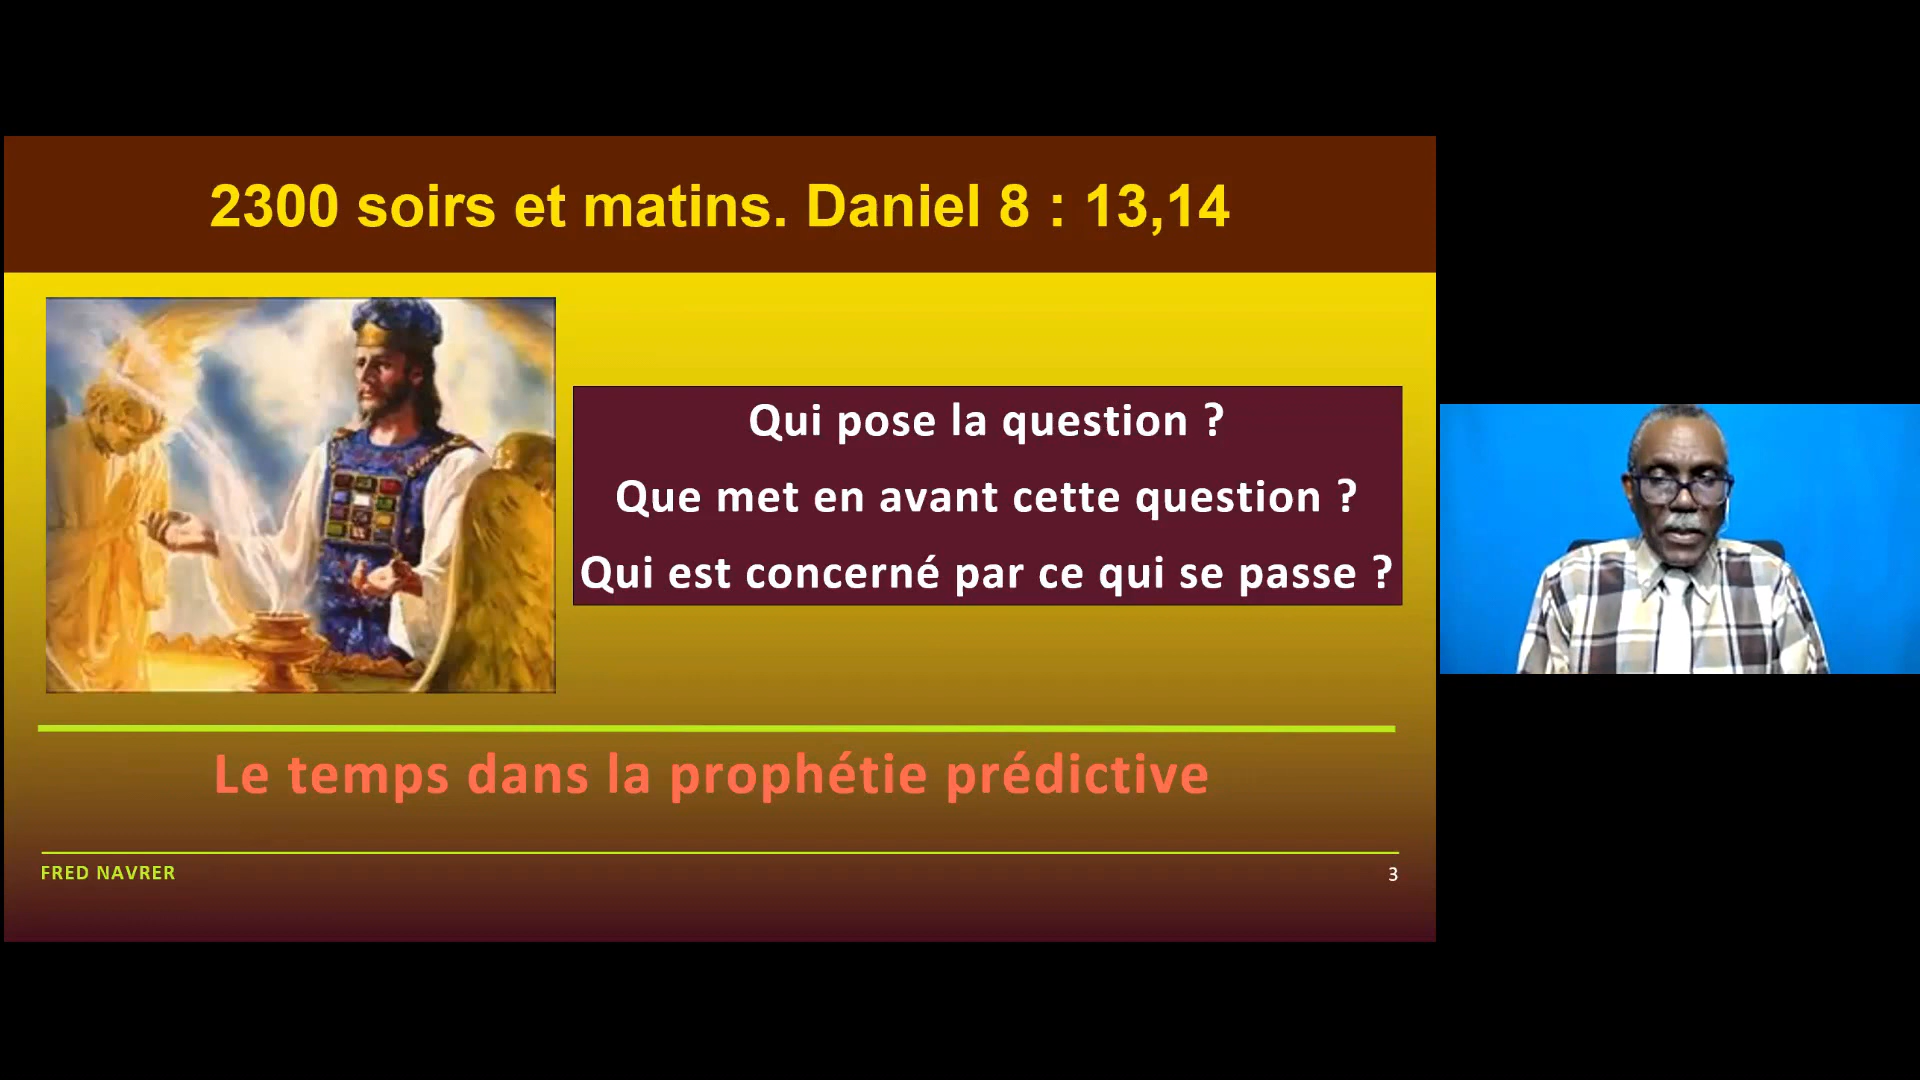 2300 soirs et matins. Daniel 8 : 13,14
Qui pose la question ?
Que met en avant cette question ?
Qui est concerné par ce qui se passe ?
Le temps dans la prophétie prédictive
FRED NAVRER
3